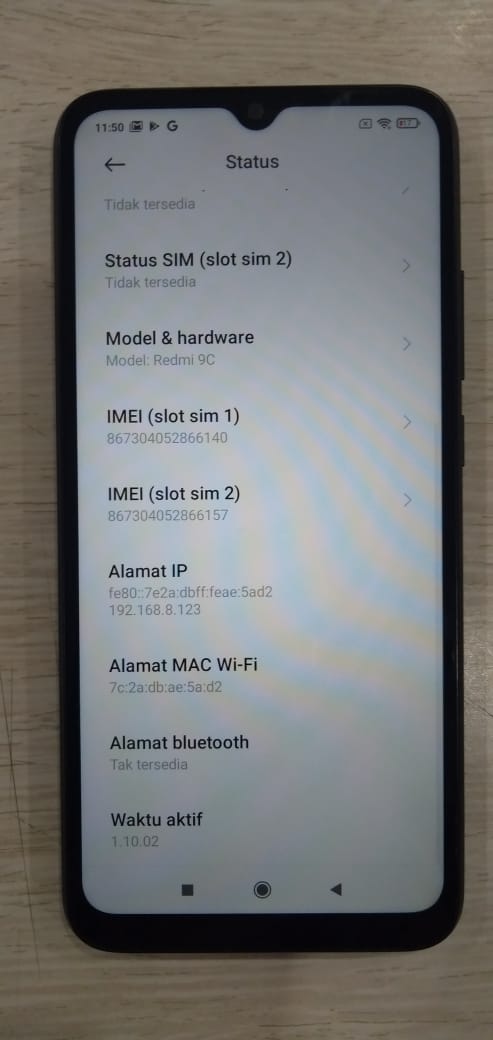 11:50
Status
Tidak tersedia
Status SIM (slot sim 2)
Tidak tersedia
Model & hardware
Model: Redmi 9C
IMEI (slot sim 1)
867304052866140
IMEI (slot sim 2)
867304052866157
Alamat IP
fe80::7e2a:dbff:feae:5ad2
192.168.8.123
Alamat MAC Wi-Fi
7c:2a:db:ae:5a:d2
Alamat bluetooth
Tak tersedia
Waktu aktif
1.10.02